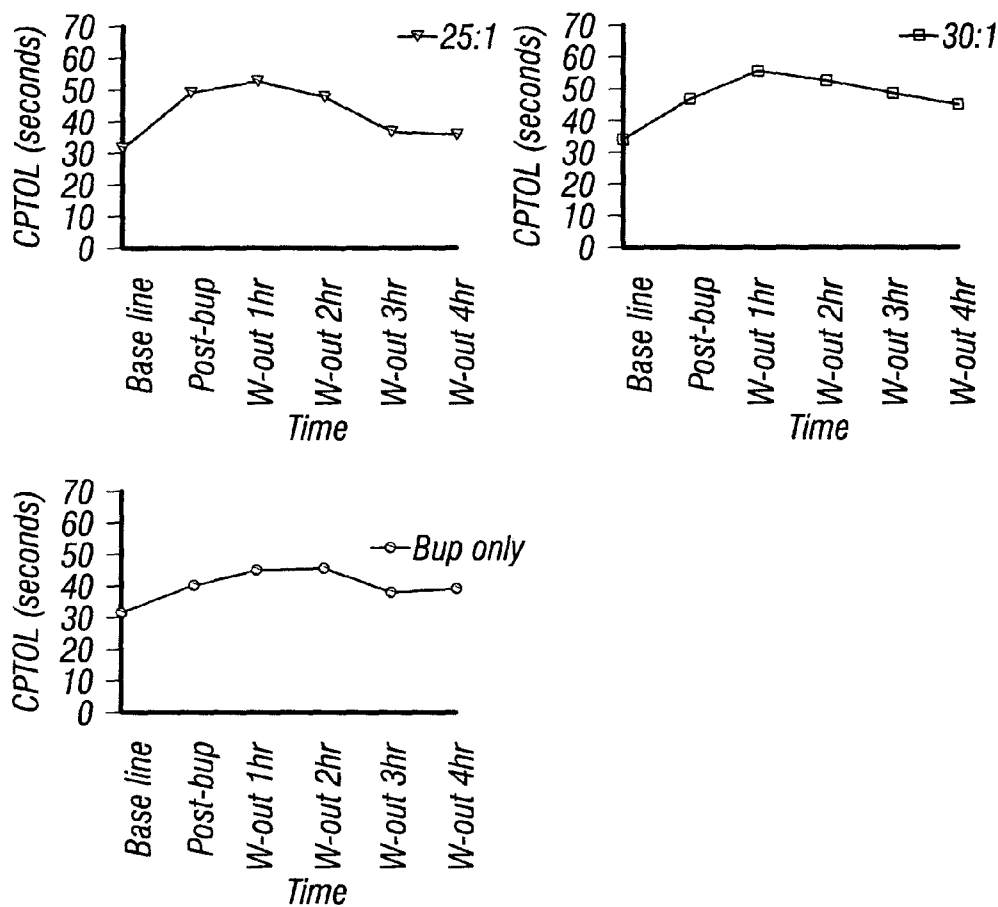 25:1
CPTOL (seconds)
70
60
50
40
30
20
10
0
Base line
Post-bup
W-out 1hr
W-out 2hr
W-out 3hr
W-out 4hr
Time
30:1
CPTOL (seconds)
70
60
50
40
30
20
10
0
Base line
Post-bup
W-out 1hr
W-out 2hr
W-out 3hr
W-out 4hr
Time
Bup only
CPTOL (seconds)
70
60
50
40
30
20
10
0
Base line
Post-bup
W-out 1hr
W-out 2hr
W-out 3hr
W-out 4hr
Time